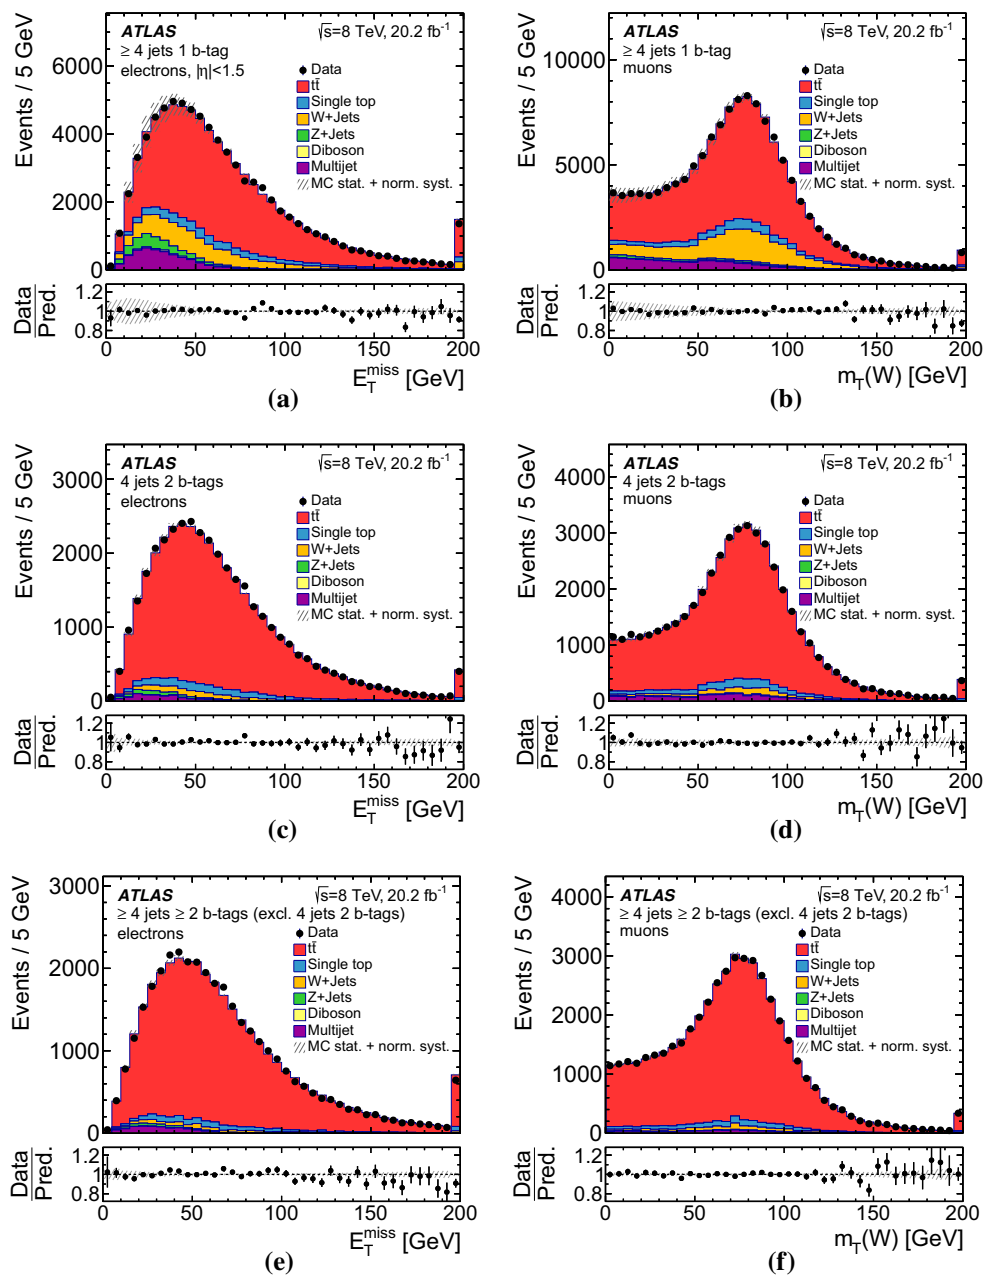 Events / 5 GeV
6000
4000
2000
0
ATLAS
√s=8 TeV, 20.2 fb⁻¹
≥ 4 jets 1 b-tag
electrons, |η|<1.5
Data
tt̄
Single top
W+Jets
Z+Jets
Diboson
Multijet
MC stat. + norm. syst.
Data
Pred.
1.2
1
0.8
0 50 100 150 200
E_T^miss [GeV]
(a)
Events / 5 GeV
10000
5000
0
ATLAS
√s=8 TeV, 20.2 fb⁻¹
≥ 4 jets 1 b-tag
muons
Data
tt̄
Single top
W+Jets
Z+Jets
Diboson
Multijet
MC stat. + norm. syst.
Data
Pred.
1.2
1
0.8
0 50 100 150 200
m_T(W) [GeV]
(b)
Events / 5 GeV
3000
2000
1000
0
ATLAS
√s=8 TeV, 20.2 fb⁻¹
4 jets 2 b-tags
electrons
Data
tt̄
Single top
W+Jets
Z+Jets
Diboson
Multijet
MC stat. + norm. syst.
Data
Pred.
1.2
1
0.8
0 50 100 150 200
E_T^miss [GeV]
(c)
Events / 5 GeV
4000
3000
2000
1000
0
ATLAS
√s=8 TeV, 20.2 fb⁻¹
4 jets 2 b-tags
muons
Data
tt̄
Single top
W+Jets
Z+Jets
Diboson
Multijet
MC stat. + norm. syst.
Data
Pred.
1.2
1
0.8
0 50 100 150 200
m_T(W) [GeV]
(d)
Events / 5 GeV
3000
2000
1000
0
ATLAS
√s=8 TeV, 20.2 fb⁻¹
≥ 4 jets ≥ 2 b-tags (excl. 4 jets 2 b-tags)
electrons
Data
tt̄
Single top
W+Jets
Z+Jets
Diboson
Multijet
MC stat. + norm. syst.
Data
Pred.
1.2
1
0.8
0 50 100 150 200
E_T^miss [GeV]
(e)
Events / 5 GeV
4000
3000
2000
1000
0
ATLAS
√s=8 TeV, 20.2 fb⁻¹
≥ 4 jets ≥ 2 b-tags (excl. 4 jets 2 b-tags)
muons
Data
tt̄
Single top
W+Jets
Z+Jets
Diboson
Multijet
MC stat. + norm. syst.
Data
Pred.
1.2
1
0.8
0 50 100 150 200
m_T(W) [GeV]
(f)